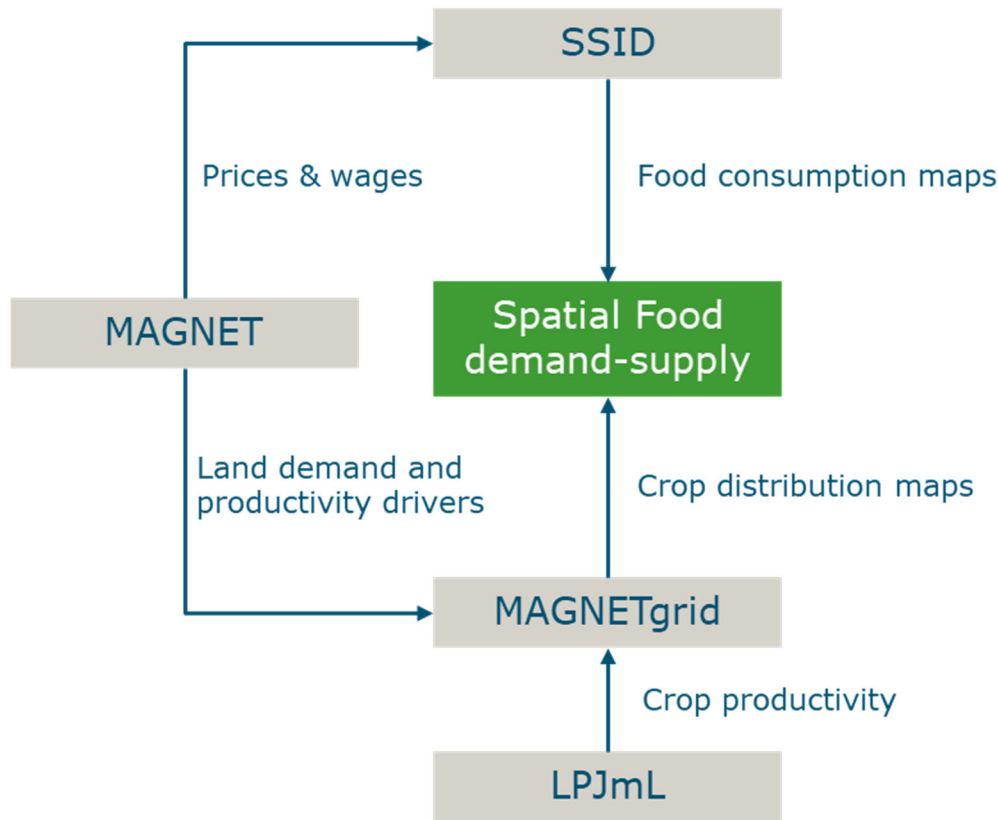 SSID
Prices & wages
Food consumption maps
MAGNET
Spatial Food
demand-supply
Land demand and
productivity drivers
Crop distribution maps
MAGNETgrid
Crop productivity
LPJmL